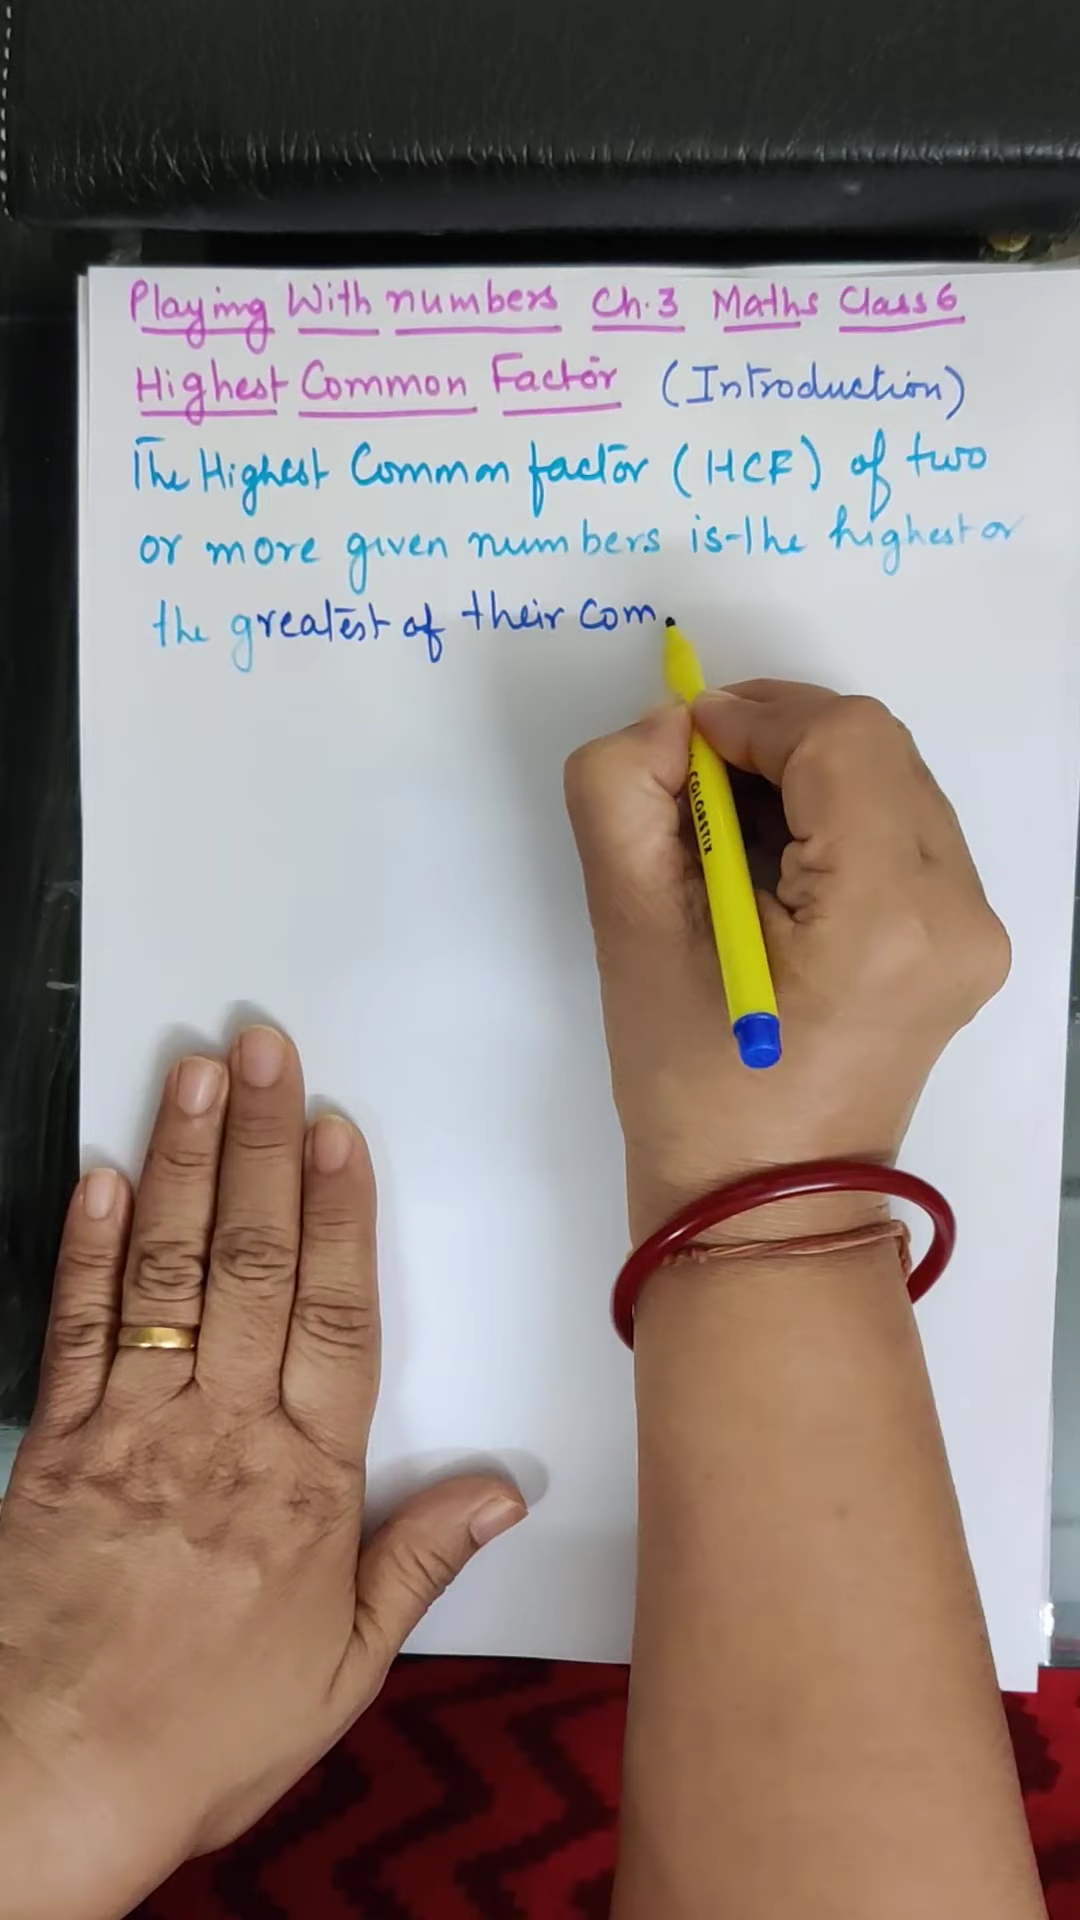 Playing With numbers Ch.3 Maths Class 6
Highest Common Factor (Introduction)
The Highest Common factor (HCF) of two
or more given numbers is the highest or
the greatest of their com
COLORSTIX